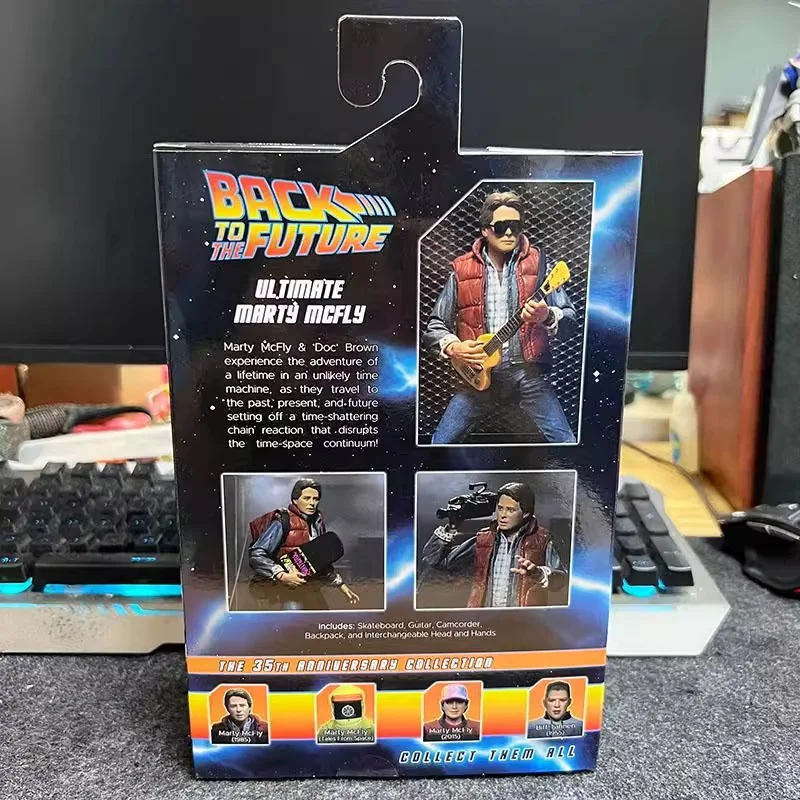 BACK
TO THE FUTURE
ULTIMATE
MARTY MCFLY
Marty McFly & 'Doc' Brown
experience the adventure of
a lifetime in an unlikely time
machine, as they travel to
the past, present, and future
setting off a time-shattering
chain reaction that disrupts
the time-space continuum!
Includes: Skateboard, Guitar, Camcorder,
Backpack, and Interchangeable Head and Hands
THE 35TH ANNIVERSARY COLLECTION
Marty McFly
(1985)
Marty McFly
(Tales From Space)
Marty McFly
(2015)
Biff Tannen
(1955)
COLLECT THEM ALL